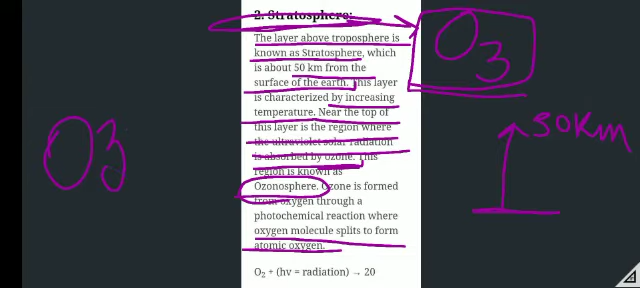 2. Stratosphere:
The layer above troposphere is
known as Stratosphere, which
is about 50 km from the
surface of the earth. This layer
is characterized by increasing
temperature. Near the top of
this layer is the region where
the ultraviolet solar radiation
is absorbed by ozone. This
region is known as
Ozonosphere. Ozone is formed
from oxygen through a
photochemical reaction where
oxygen molecule splits to form
atomic oxygen.
O₂ + (hv = radiation) → 20
O3
O3
50Km